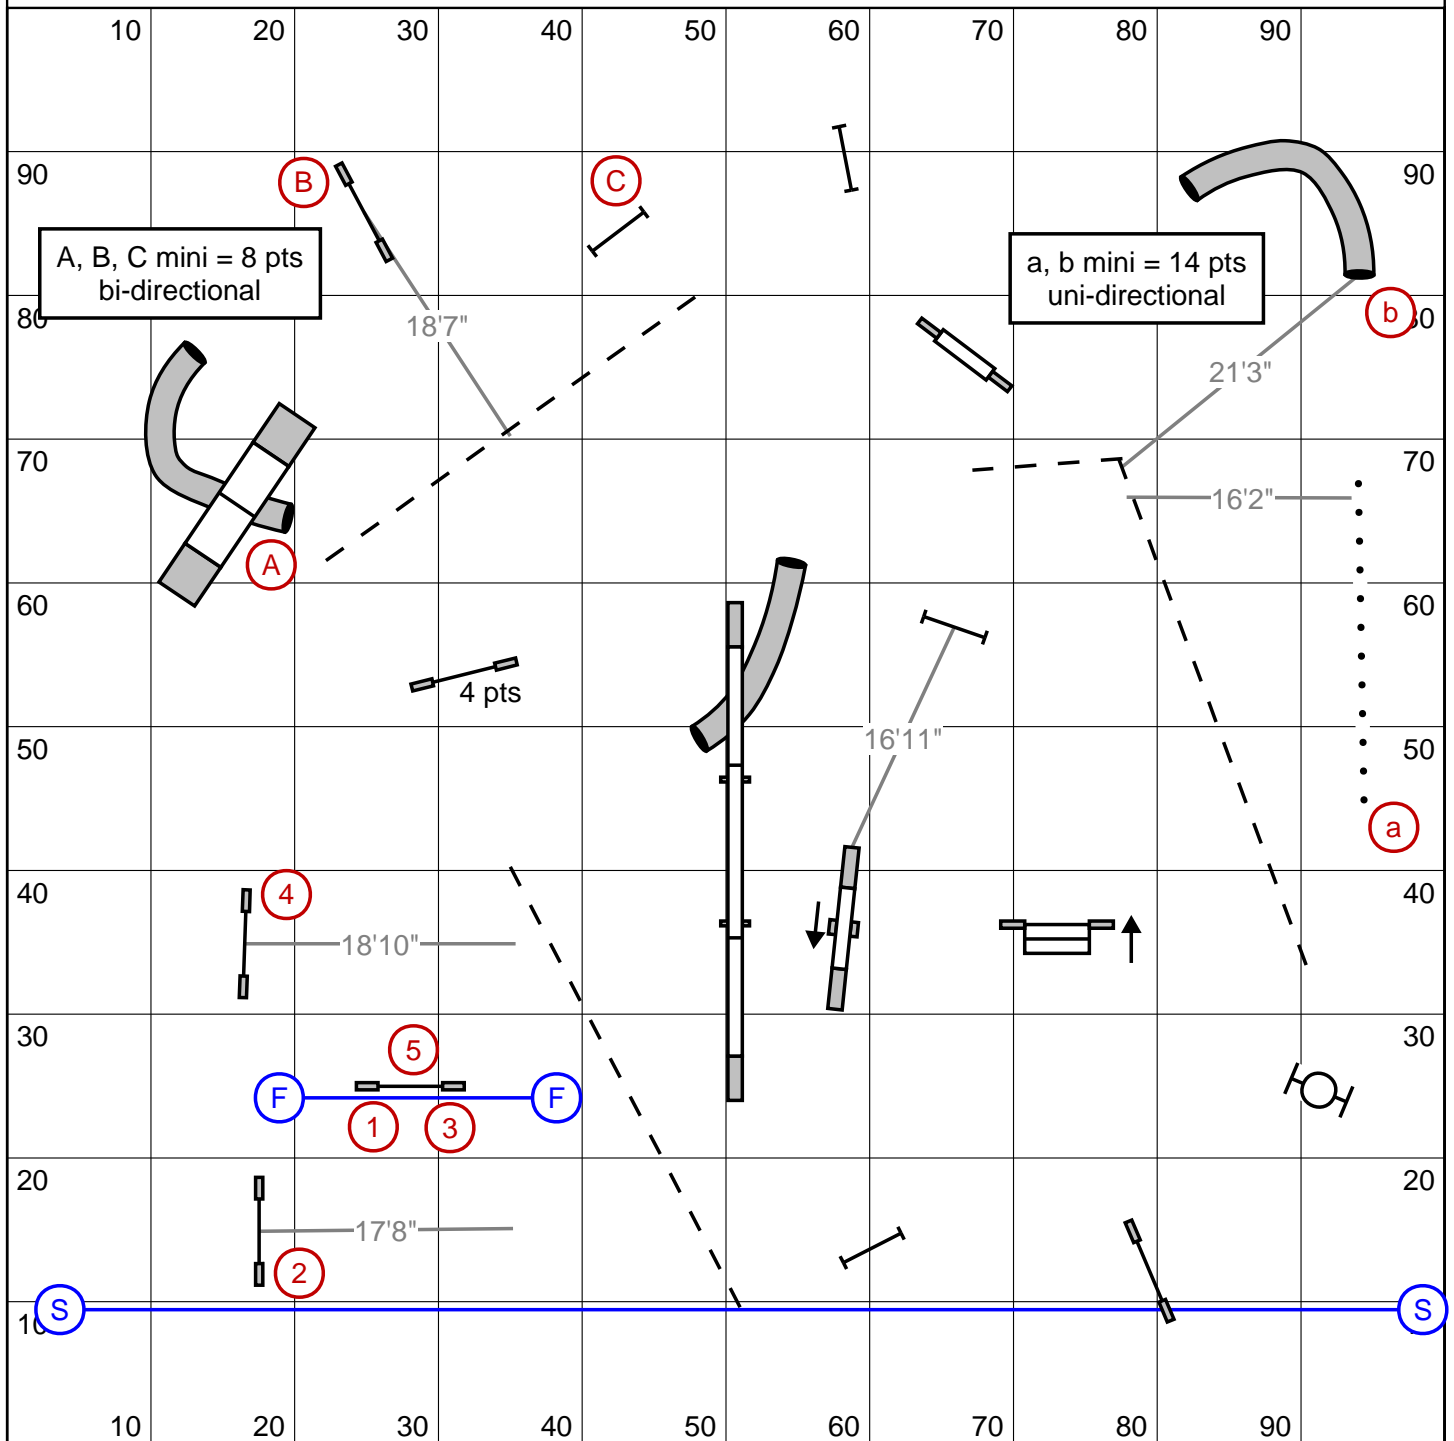 10 20 30 40 50 60 70 80 90
90 B C 90
A, B, C mini = 8 pts
bi-directional
a, b mini = 14 pts
uni-directional
80 18'7" b 80
21'3"
70 70
16'2"
A
60 60
4 pts
50 16'11" 50
a
40 4 40
18'10"
30 5 30
F F
1 3
20 20
17'8"
2
S S
10
10 20 30 40 50 60 70 80 90